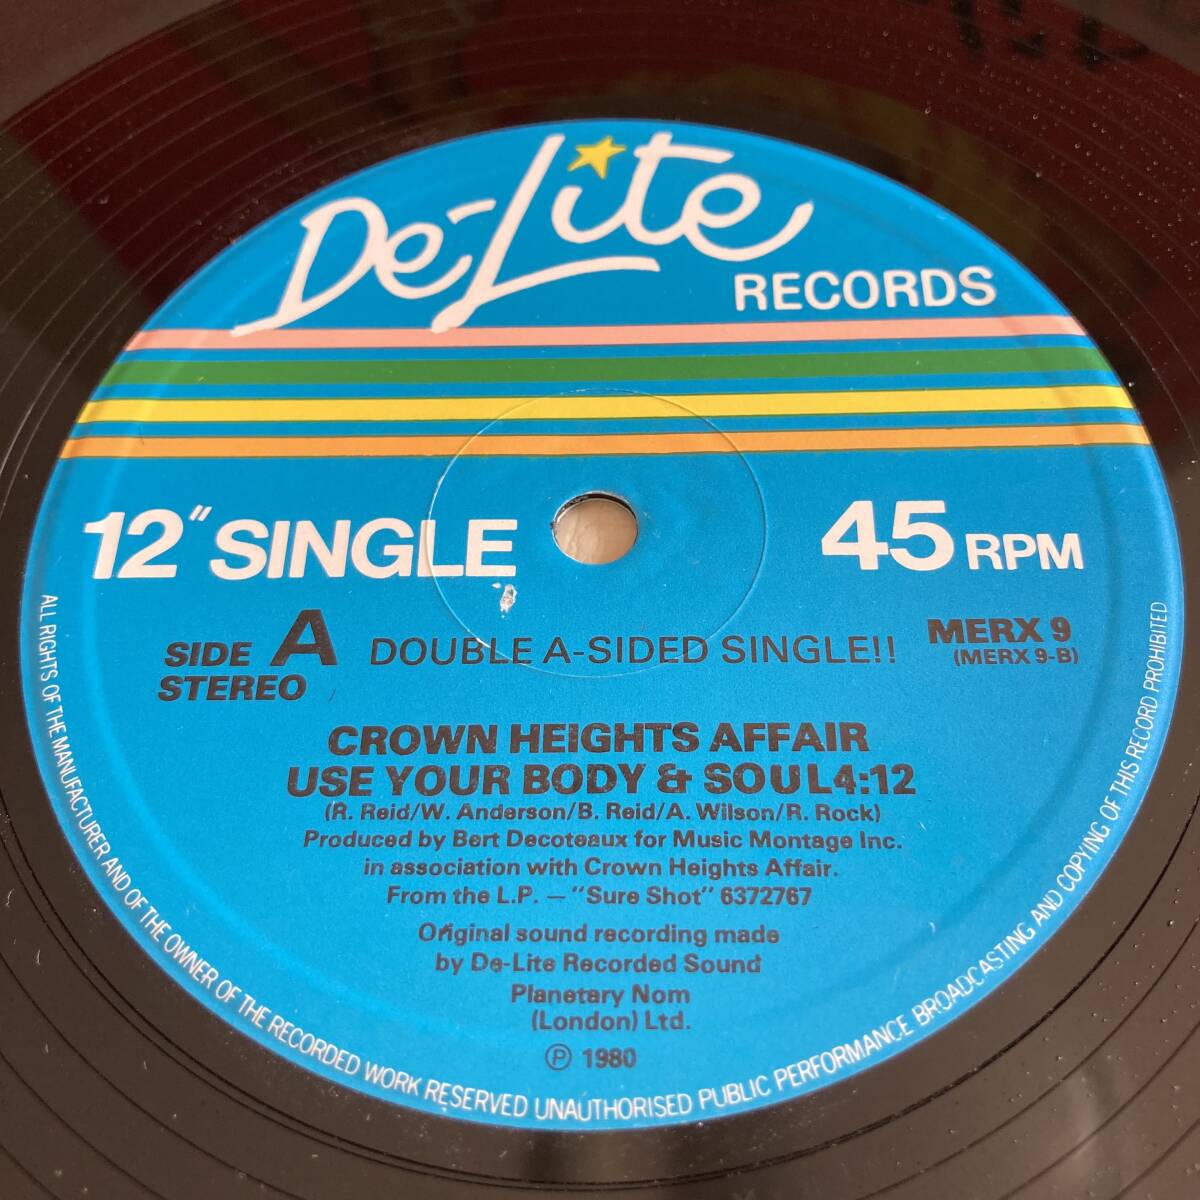 De-Lite
RECORDS
12" SINGLE
45 RPM
SIDE A
STEREO
DOUBLE A-SIDED SINGLE!!
MERX 9
(MERX 9-B)
CROWN HEIGHTS AFFAIR
USE YOUR BODY & SOUL 4:12
(R. Reid/W. Anderson/B. Reid/A. Wilson/R. Rock)
Produced by Bert Decoteaux for Music Montage Inc.
in association with Crown Heights Affair.
From the L.P. — "Sure Shot" 6372767
Original sound recording made
by De-Lite Recorded Sound
Planetary Nom
(London) Ltd.
℗ 1980
ALL RIGHTS OF THE MANUFACTURER AND OF THE OWNER OF THE RECORDED WORK RESERVED UNAUTHORISED PUBLIC PERFORMANCE BROADCASTING AND COPYING OF THIS RECORD PROHIBITED